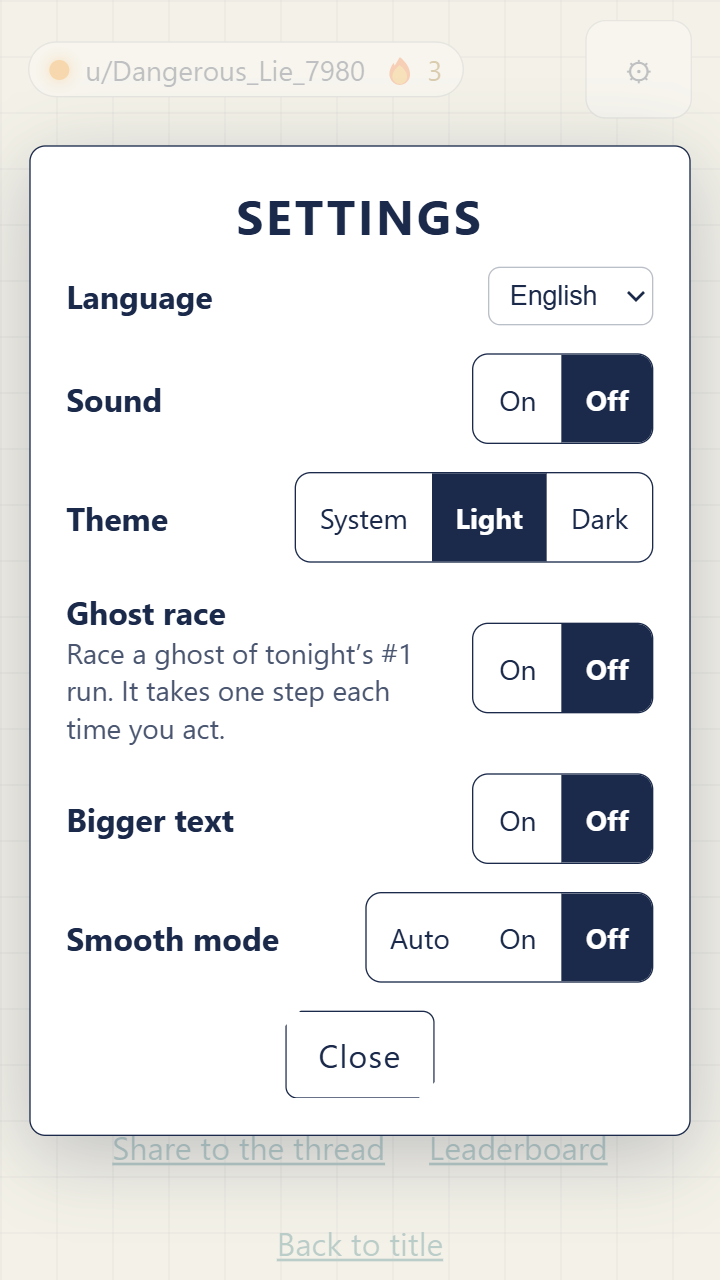 u/Dangerous_Lie_7980 🔥 3 ⚙
SETTINGS
Language English
Sound On Off
Theme System Light Dark
Ghost race
Race a ghost of tonight’s #1
run. It takes one step each
time you act.
On Off
Bigger text On Off
Smooth mode Auto On Off
Close
Share to the thread Leaderboard
Back to title